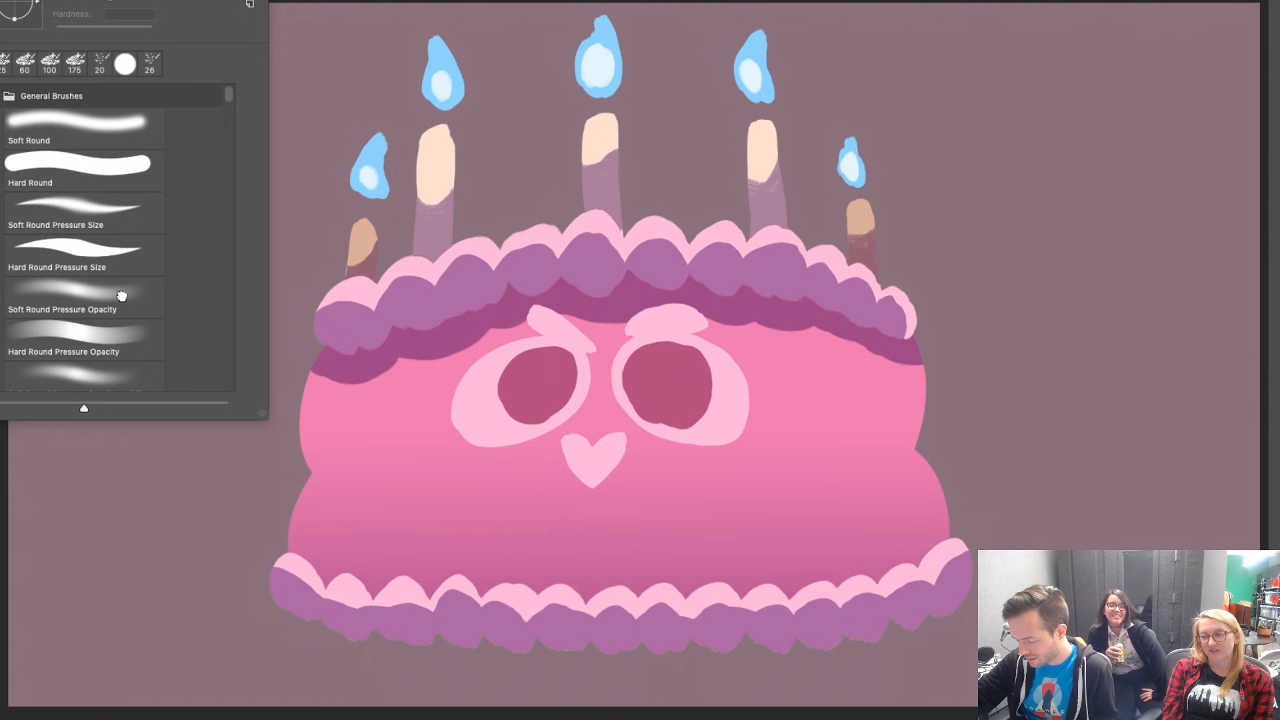 Hardness:
25 60 100 175 20 26
General Brushes
Soft Round
Hard Round
Soft Round Pressure Size
Hard Round Pressure Size
Soft Round Pressure Opacity
Hard Round Pressure Opacity